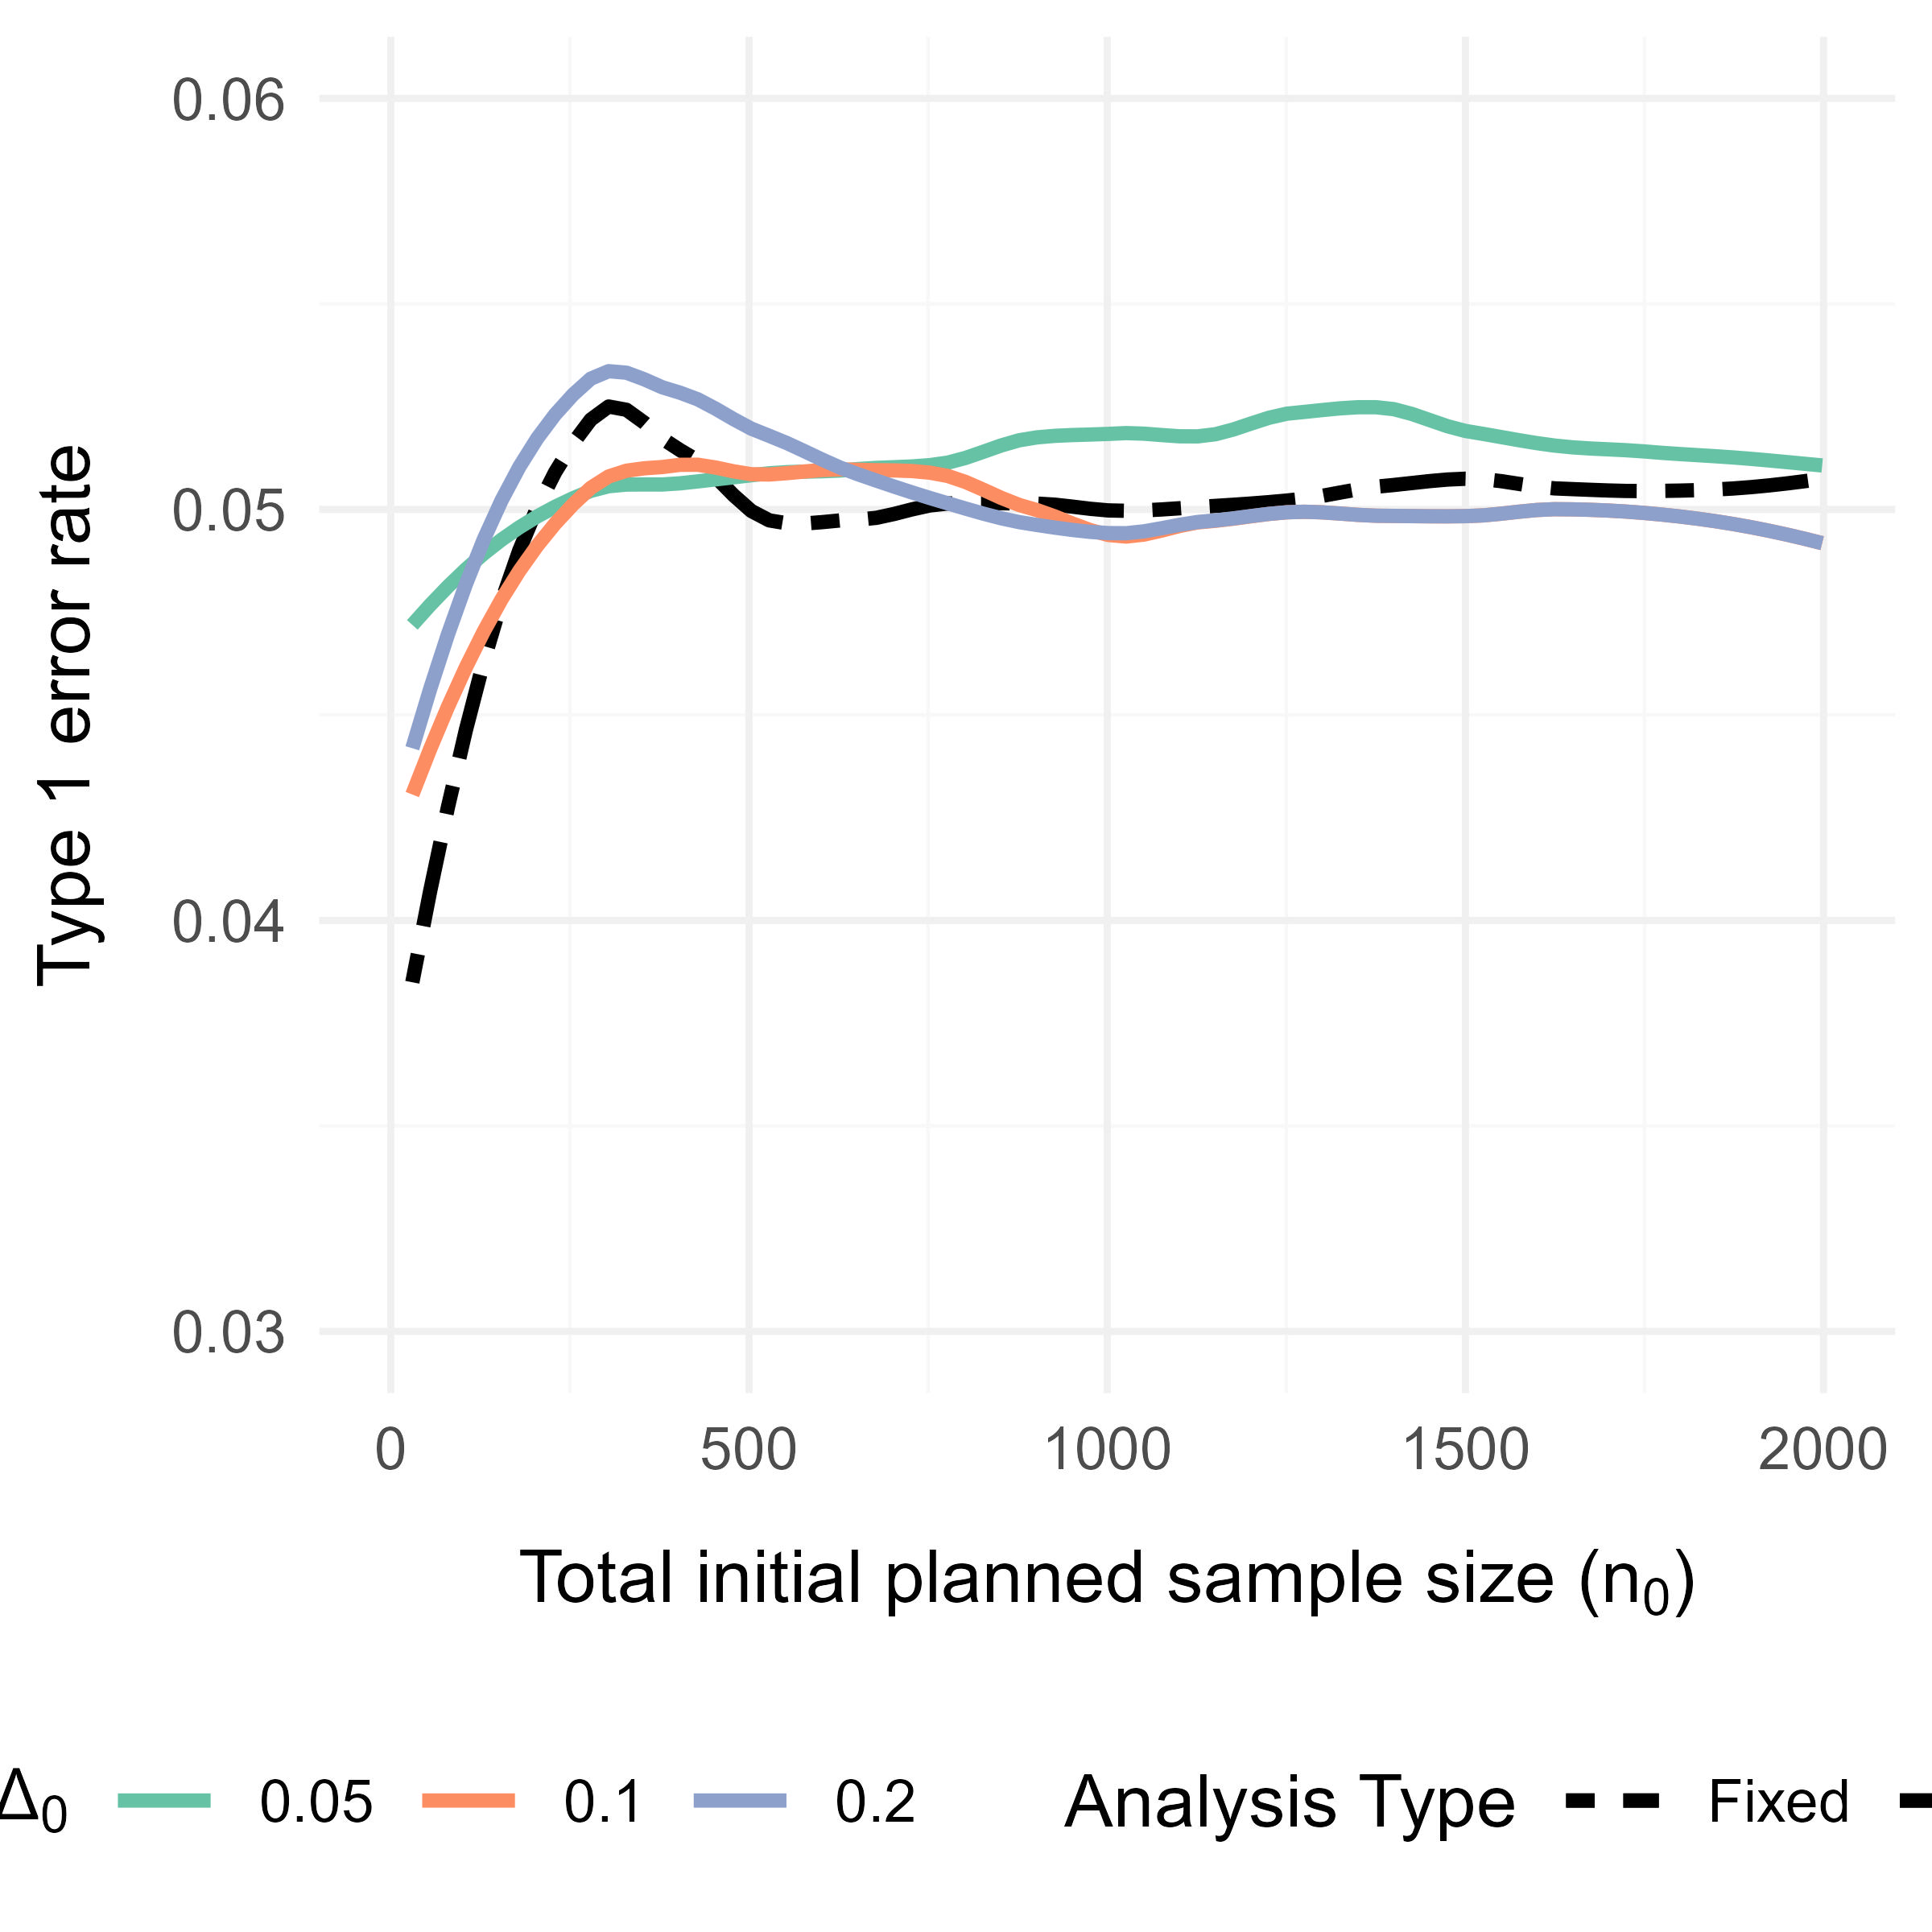 0.06
0.05
0.04
0.03
Type 1 error rate
0 500 1000 1500 2000
Total initial planned sample size (n₀)
Δ₀ 0.05 0.1 0.2 Analysis Type Fixed